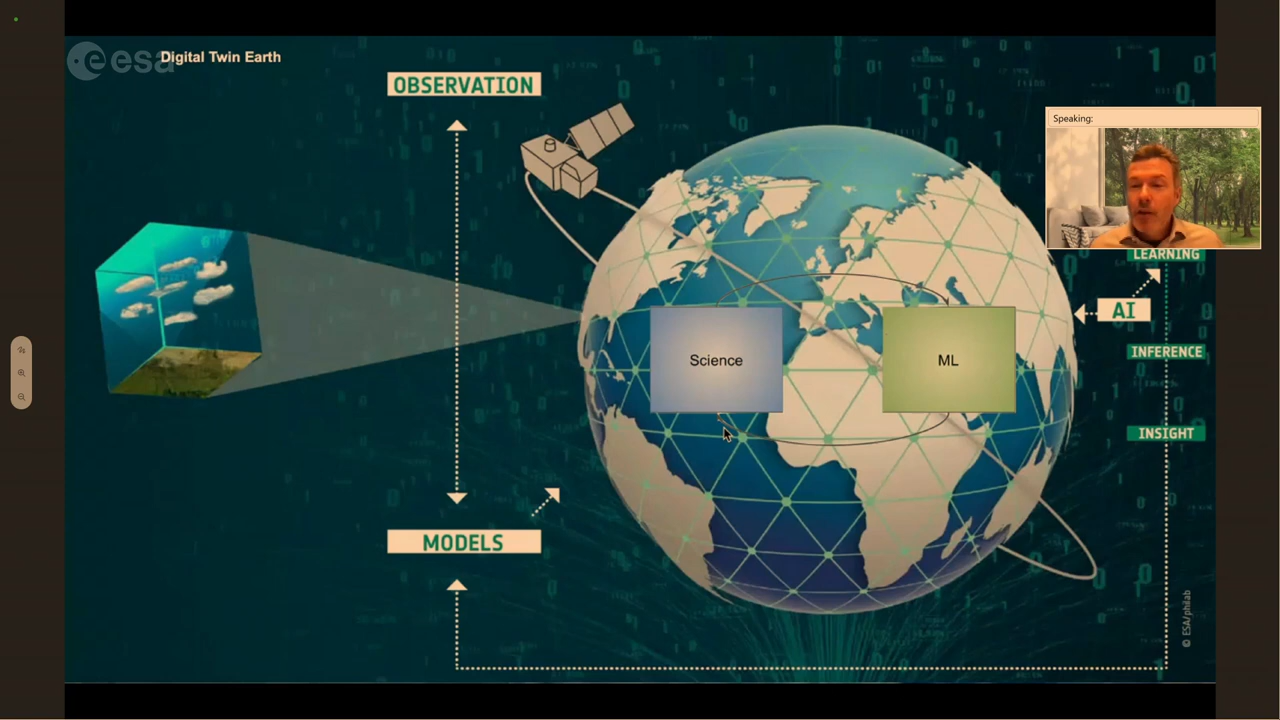 esa
Digital Twin Earth
OBSERVATION
Speaking:
LEARNING
AI
Science
ML
INFERENCE
INSIGHT
MODELS
© ESA/philab